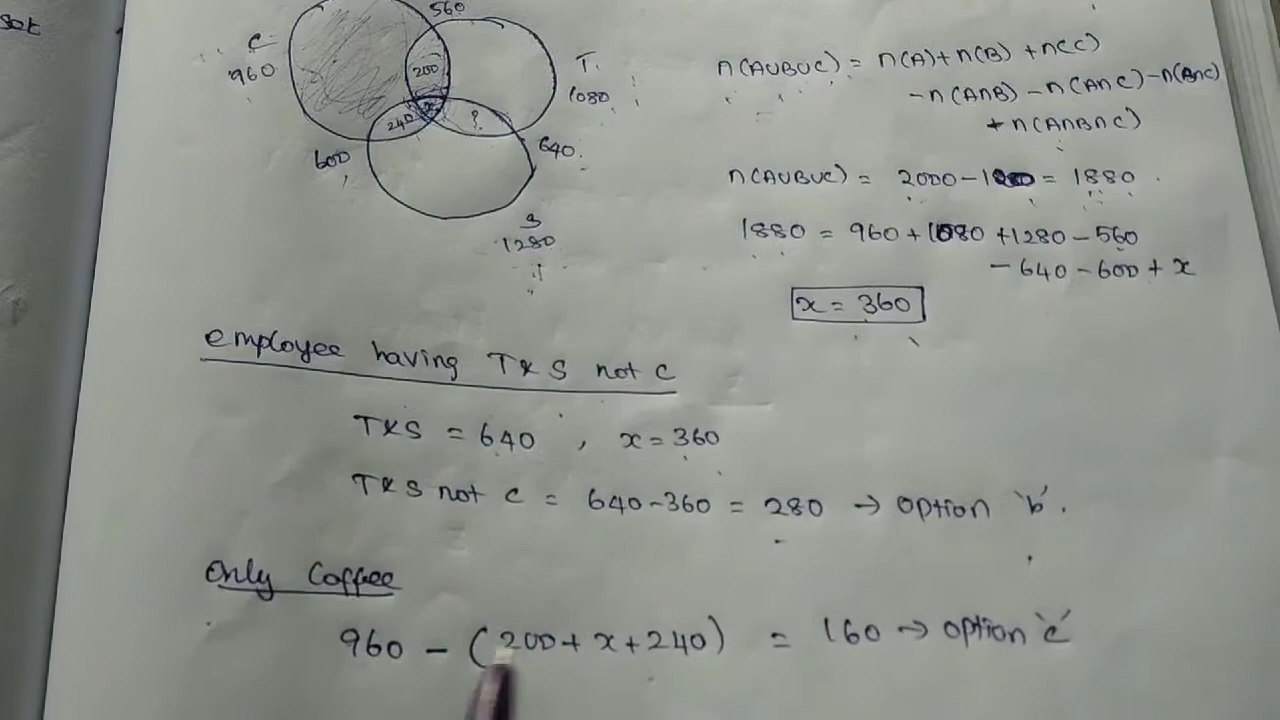 Set
560
C
960
200
T.
1080
240
x
?
600
640.
S
1280
n(AUBUC) = n(A)+n(B)+n(C)
-n(A∩B) -n(A∩C) -n(B∩C)
+n(A∩B∩C)
n(AUBUC) = 2000-120 = 1880
1880 = 960+1080+1280-560
-640-600+x
x = 360
employee having T&S not C
T&S = 640 , x=360
T&S not C = 640-360 = 280 → option 'b'.
Only Coffee
960 - (200+x+240) = 160 → option 'c'